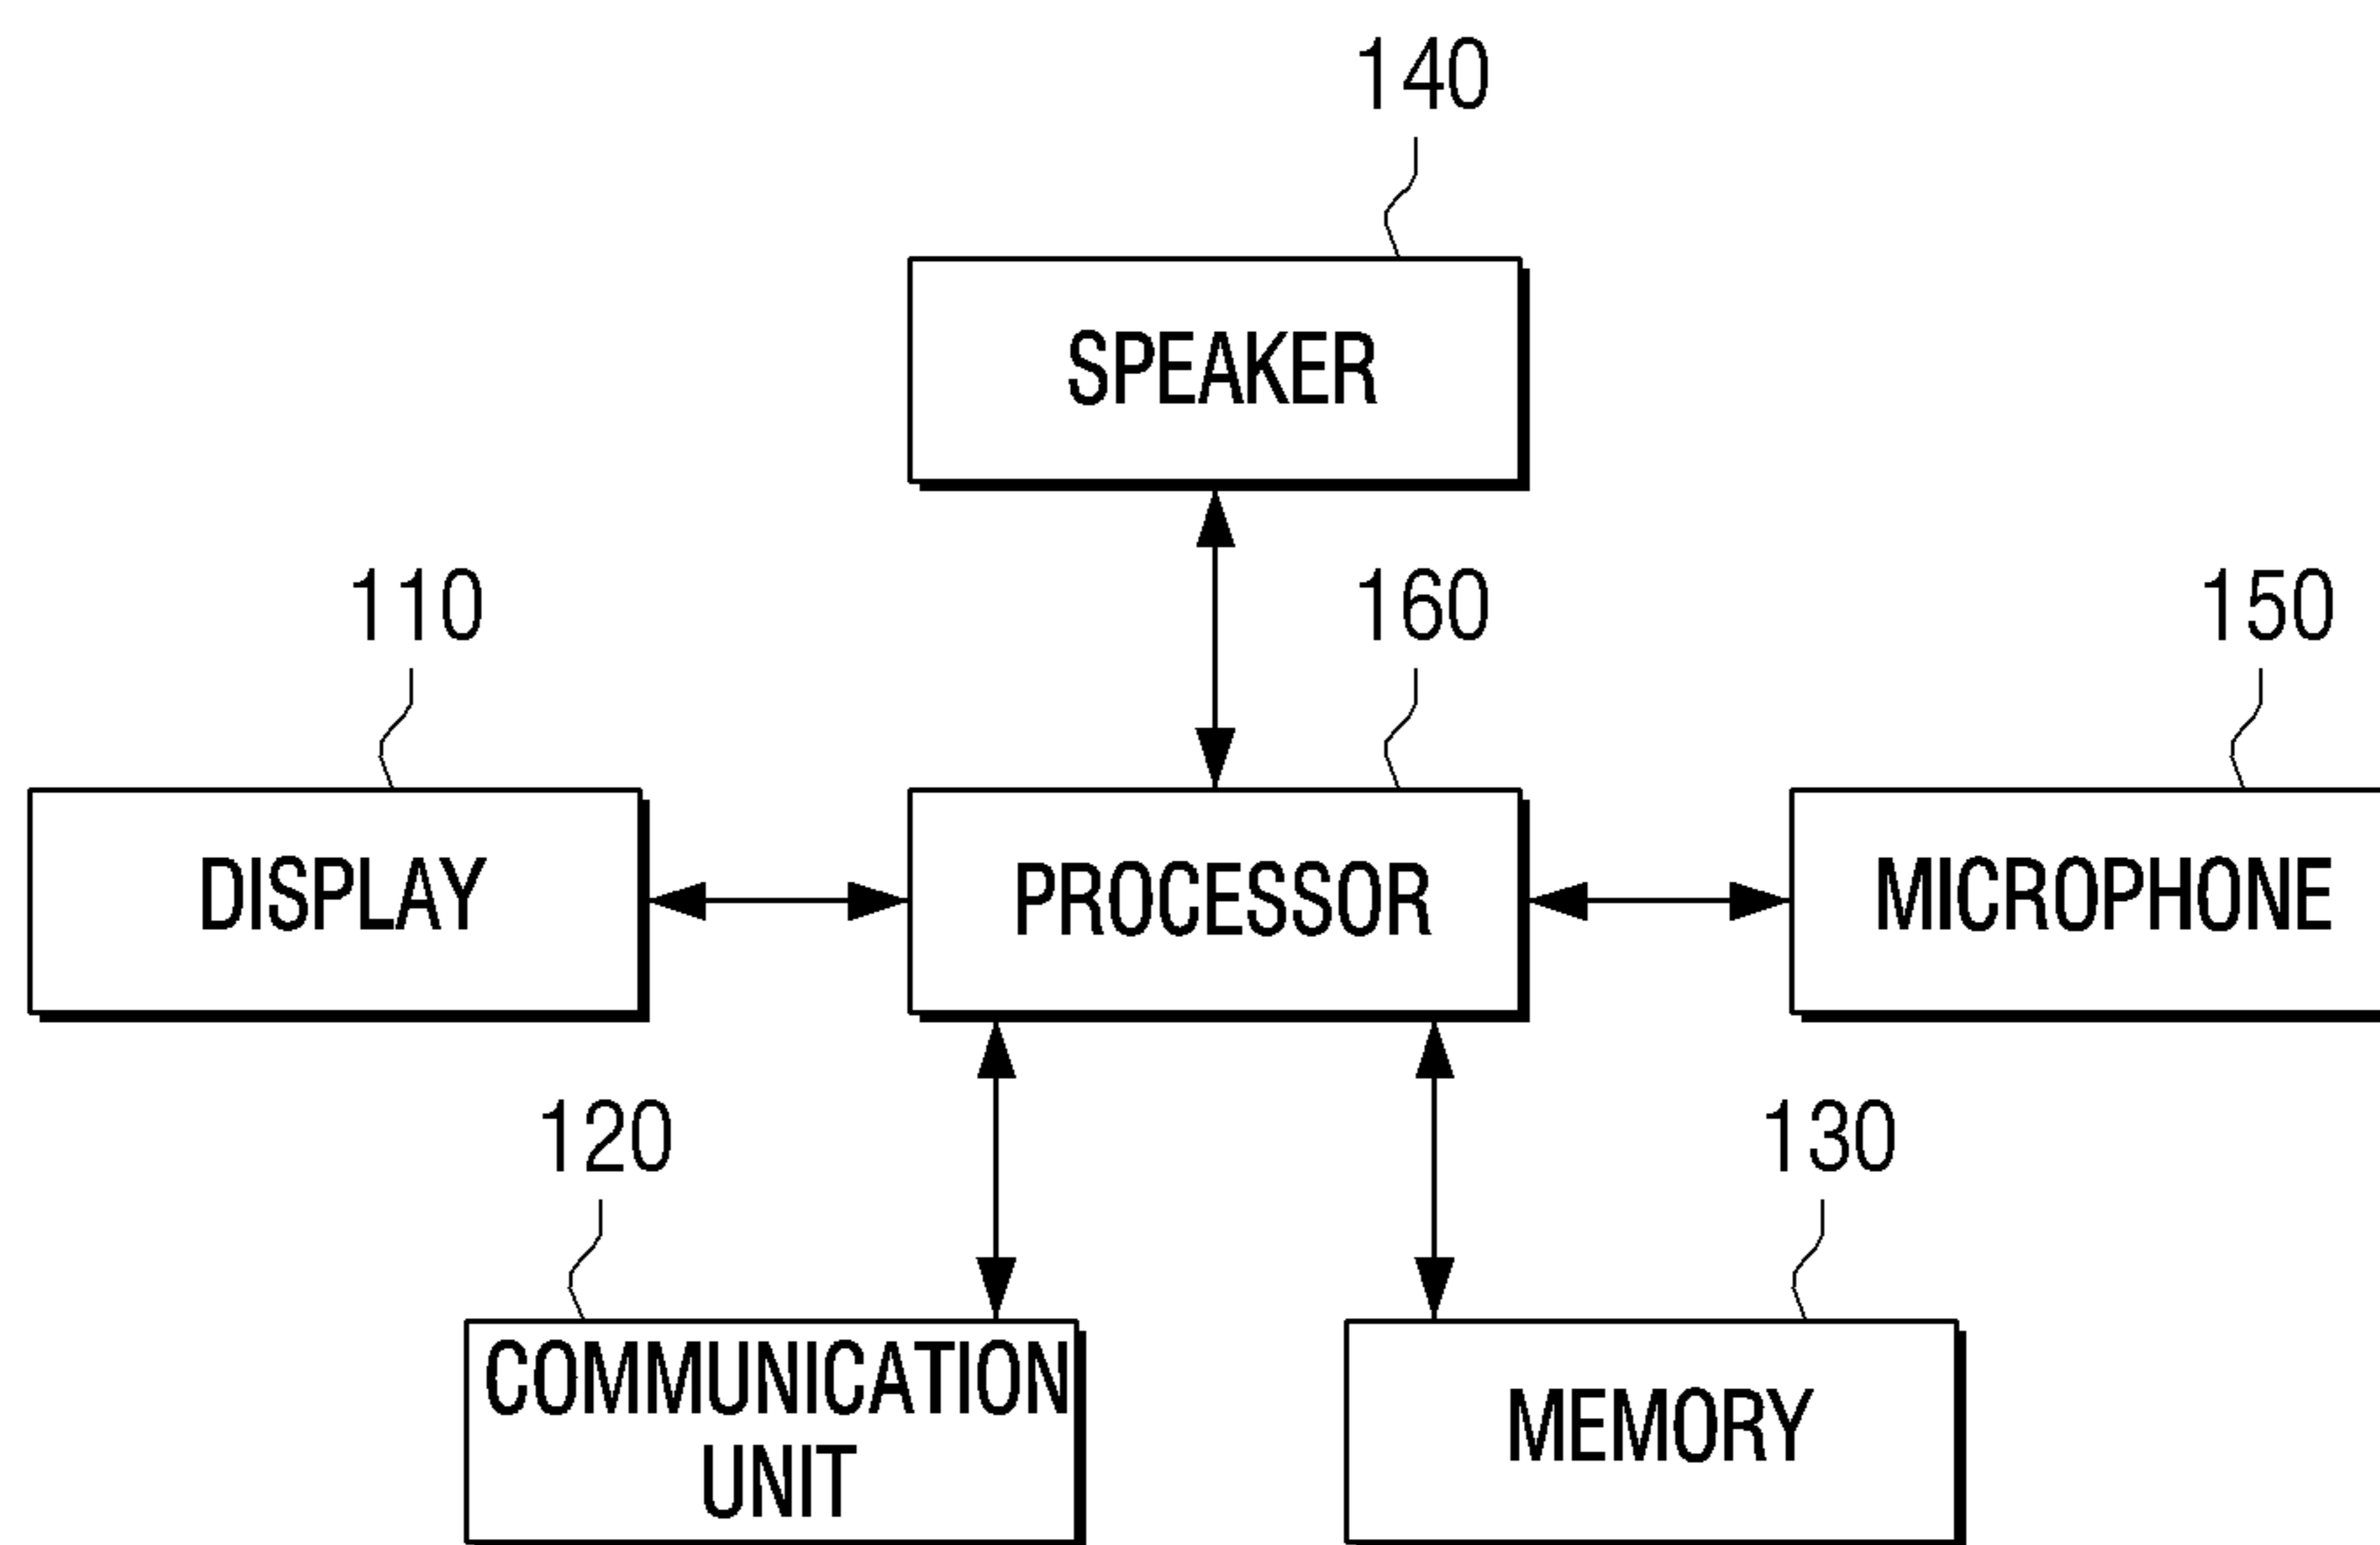 140
SPEAKER
110
160
150
DISPLAY
PROCESSOR
MICROPHONE
120
130
COMMUNICATION
UNIT
MEMORY